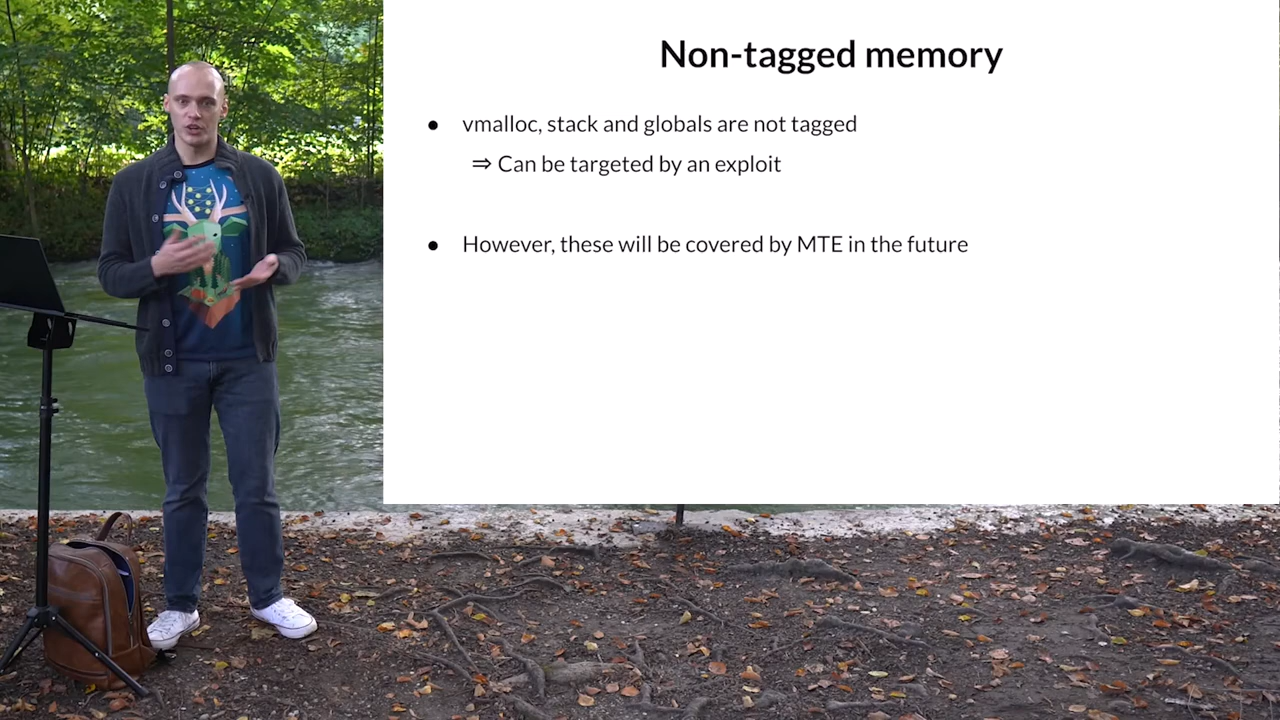 Non-tagged memory
● vmalloc, stack and globals are not tagged
⇒ Can be targeted by an exploit
● However, these will be covered by MTE in the future